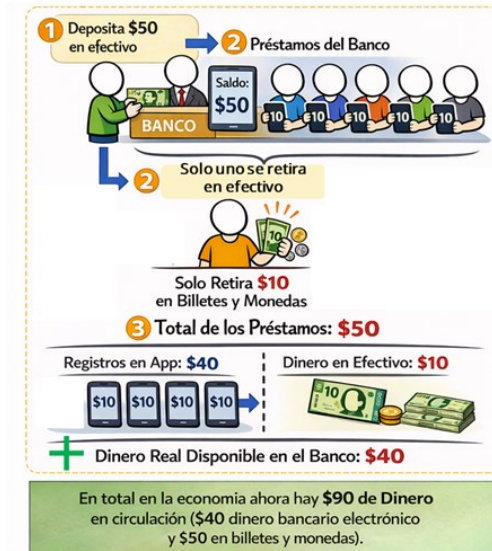 1 Deposita $50
en efectivo
2 Préstamos del Banco
Saldo:
$50
BANCO
10 10 10 10 10
2 Solo uno se retira
en efectivo
10
Solo Retira $10
en Billetes y Monedas
3 Total de los Préstamos: $50
Registros en App: $40
$10 $10 $10 $10
Dinero en Efectivo: $10
10
+ Dinero Real Disponible en el Banco: $40
En total en la economia ahora hay $90 de Dinero
en circulación ($40 dinero bancario electrónico
y $50 en billetes y monedas).